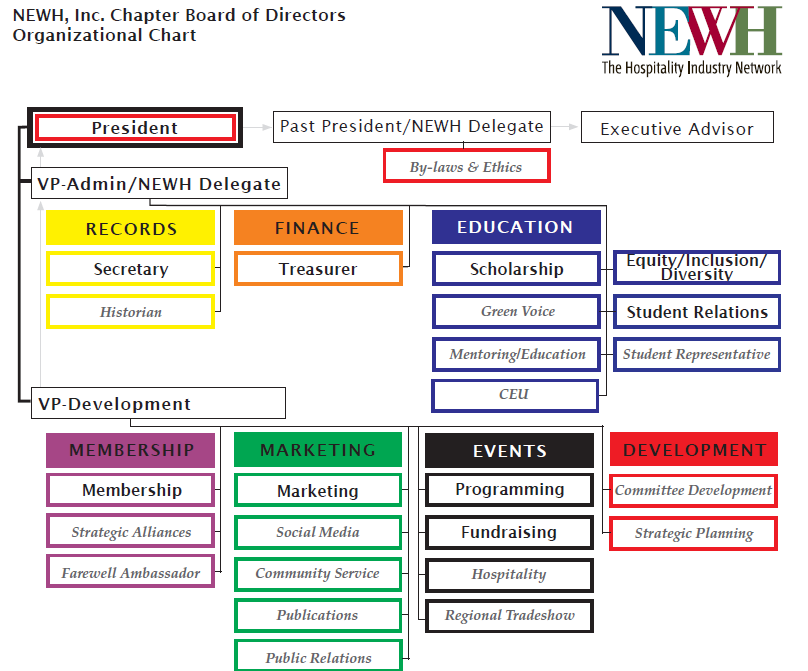 NEWH, Inc. Chapter Board of Directors
Organizational Chart
NEWH
The Hospitality Industry Network
President
Past President/NEWH Delegate
Executive Advisor
By-laws & Ethics
VP-Admin/NEWH Delegate
RECORDS
FINANCE
EDUCATION
Secretary
Treasurer
Scholarship
Equity/Inclusion/
Diversity
Historian
Green Voice
Student Relations
Mentoring/Education
Student Representative
CEU
VP-Development
MEMBERSHIP
MARKETING
EVENTS
DEVELOPMENT
Membership
Marketing
Programming
Committee Development
Strategic Alliances
Social Media
Fundraising
Strategic Planning
Farewell Ambassador
Community Service
Hospitality
Publications
Regional Tradeshow
Public Relations